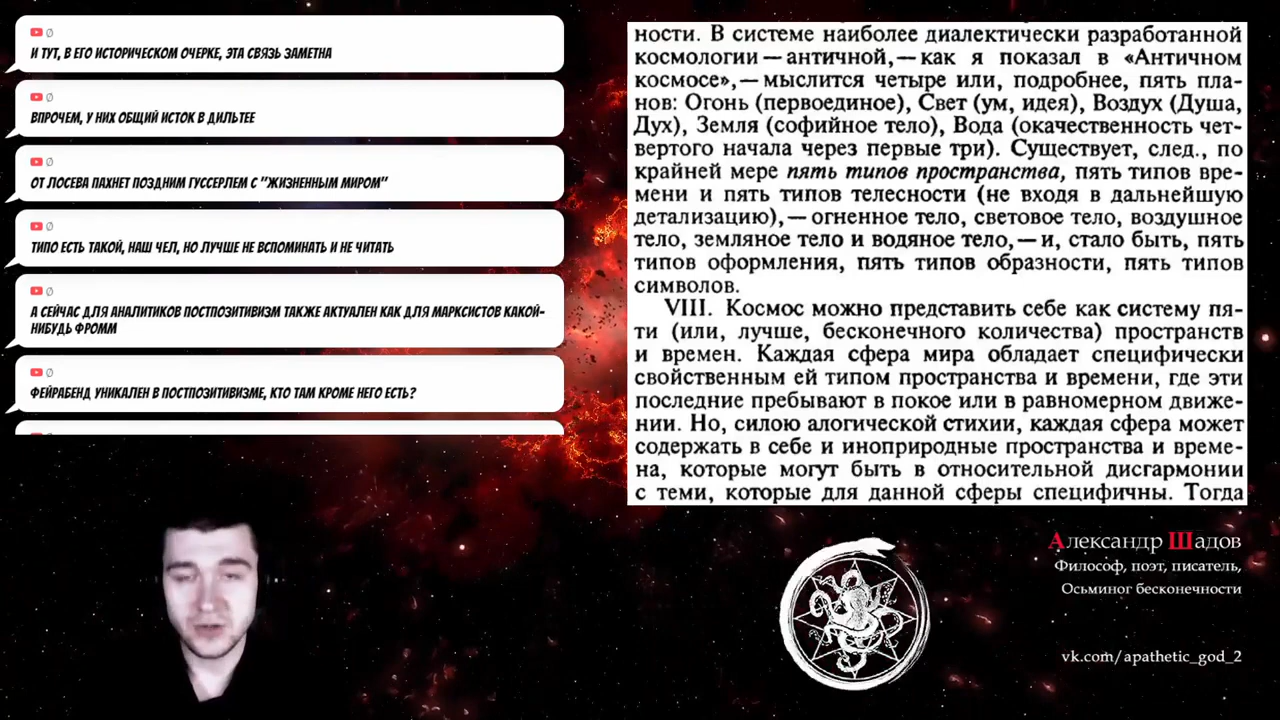 Ø
И ТУТ, В ЕГО ИСТОРИЧЕСКОМ ОЧЕРКЕ, ЭТА СВЯЗЬ ЗАМЕТНА
Ø
ВПРОЧЕМ, У НИХ ОБЩИЙ ИСТОК В ДИЛЬТЕЕ
Ø
ОТ ЛОСЕВА ПАХНЕТ ПОЗДНИМ ГУССЕРЛЕМ С "ЖИЗНЕННЫМ МИРОМ"
Ø
ТИПО ЕСТЬ ТАКОЙ, НАШ ЧЕЛ, НО ЛУЧШЕ НЕ ВСПОМИНАТЬ И НЕ ЧИТАТЬ
Ø
А СЕЙЧАС ДЛЯ АНАЛИТИКОВ ПОСТПОЗИТИВИЗМ ТАКЖЕ АКТУАЛЕН КАК ДЛЯ МАРКСИСТОВ КАКОЙ-
НИБУДЬ ФРОММ
Ø
ФЕЙРАБЕНД УНИКАЛЕН В ПОСТПОЗИТИВИЗМЕ, КТО ТАМ КРОМЕ НЕГО ЕСТЬ?
ности. В системе наиболее диалектически разработанной
космологии — античной, — как я показал в «Античном
космосе», — мыслится четыре или, подробнее, пять пла-
нов: Огонь (первоединое), Свет (ум, идея), Воздух (Душа,
Дух), Земля (софийное тело), Вода (окачественность чет-
вертого начала через первые три). Существует, след., по
крайней мере пять типов пространства, пять типов вре-
мени и пять типов телесности (не входя в дальнейшую
детализацию), — огненное тело, световое тело, воздушное
тело, земляное тело и водяное тело, — и, стало быть, пять
типов оформления, пять типов образности, пять типов
символов.
VIII. Космос можно представить себе как систему пя-
ти (или, лучше, бесконечного количества) пространств
и времен. Каждая сфера мира обладает специфически
свойственным ей типом пространства и времени, где эти
последние пребывают в покое или в равномерном движе-
нии. Но, силою алогической стихии, каждая сфера может
содержать в себе и иноприродные пространства и време-
на, которые могут быть в относительной дисгармонии
с теми, которые для данной сферы специфичны. Тогда
Александр Шадов
Философ, поэт, писатель,
Осьминог бесконечности
vk.com/apathetic_god_2